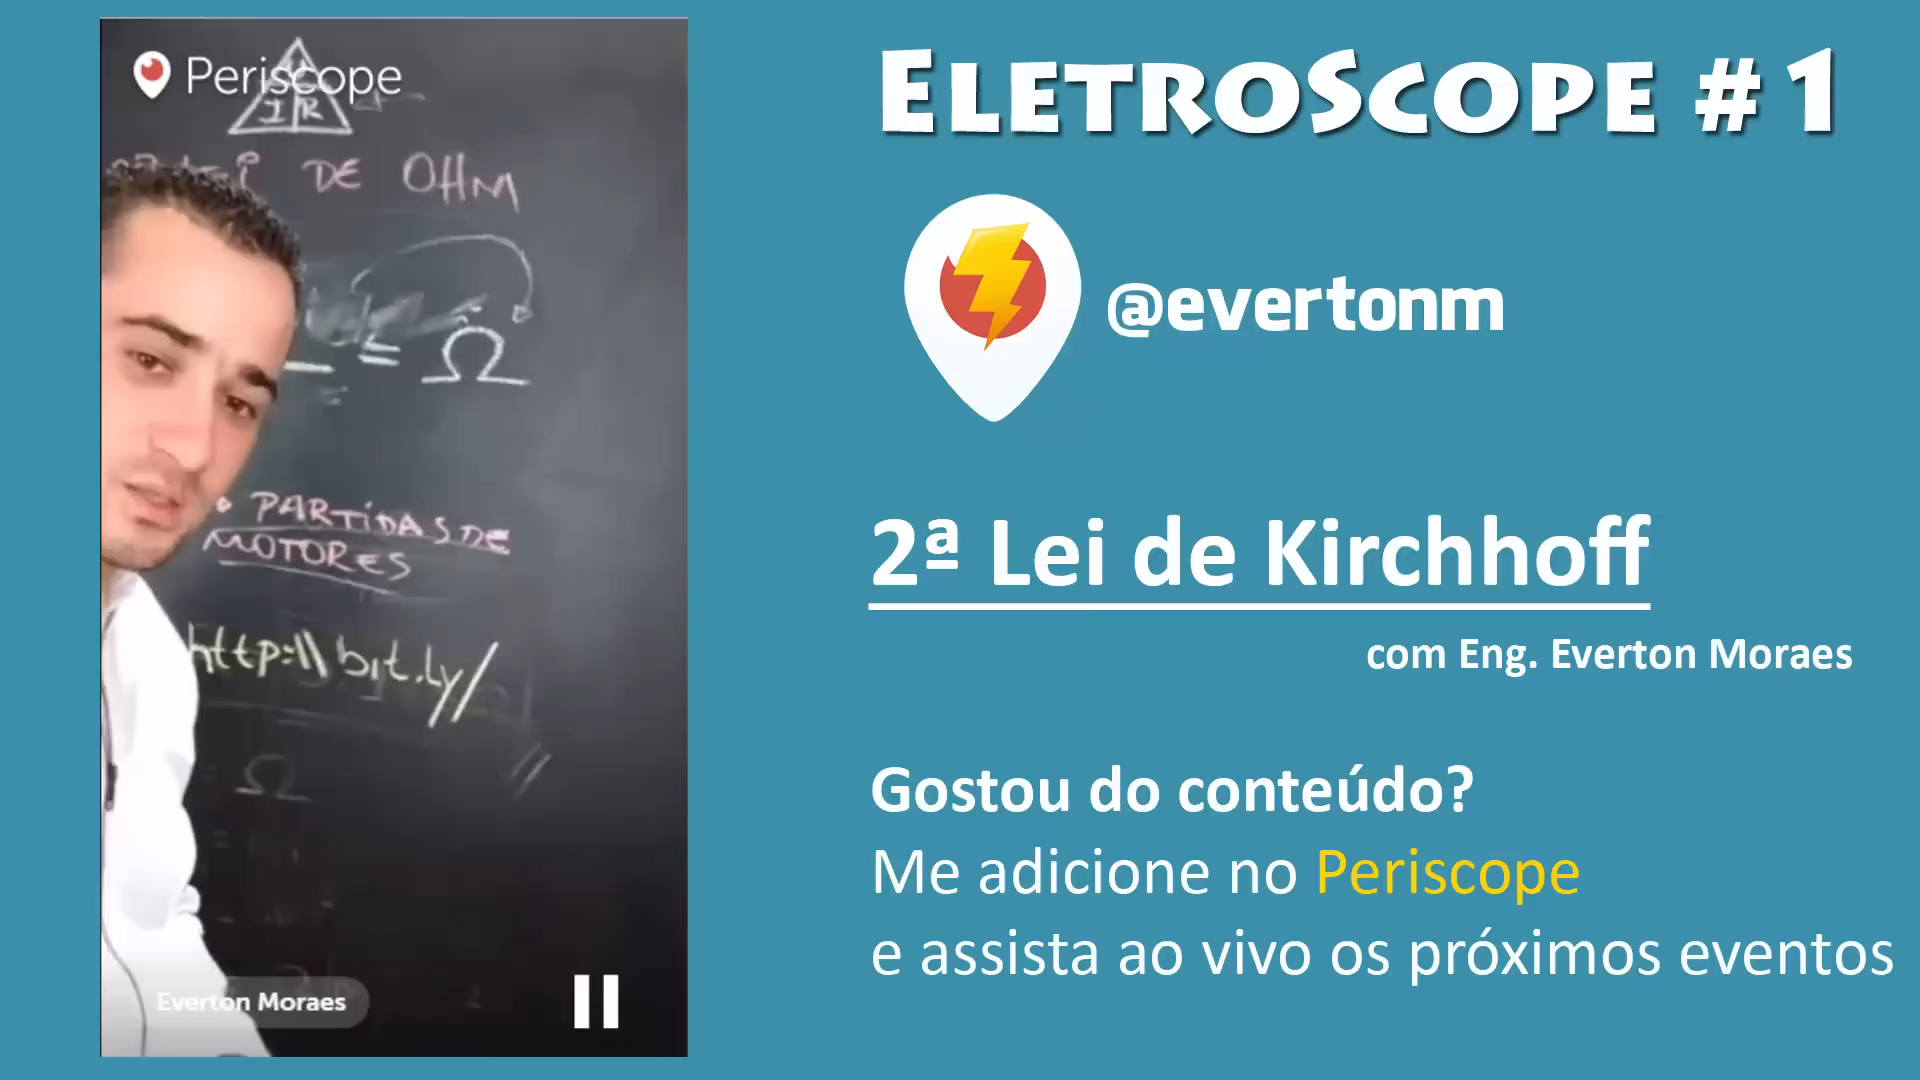 Periscope
I R
DE OHM
= Ω
• PARTIDAS DE
MOTORES
http:\\bit.ly/
Ω
Everton Moraes
ELETROSCOPE #1
@evertonm
2ª Lei de Kirchhoff
com Eng. Everton Moraes
Gostou do conteúdo?
Me adicione no Periscope
e assista ao vivo os próximos eventos